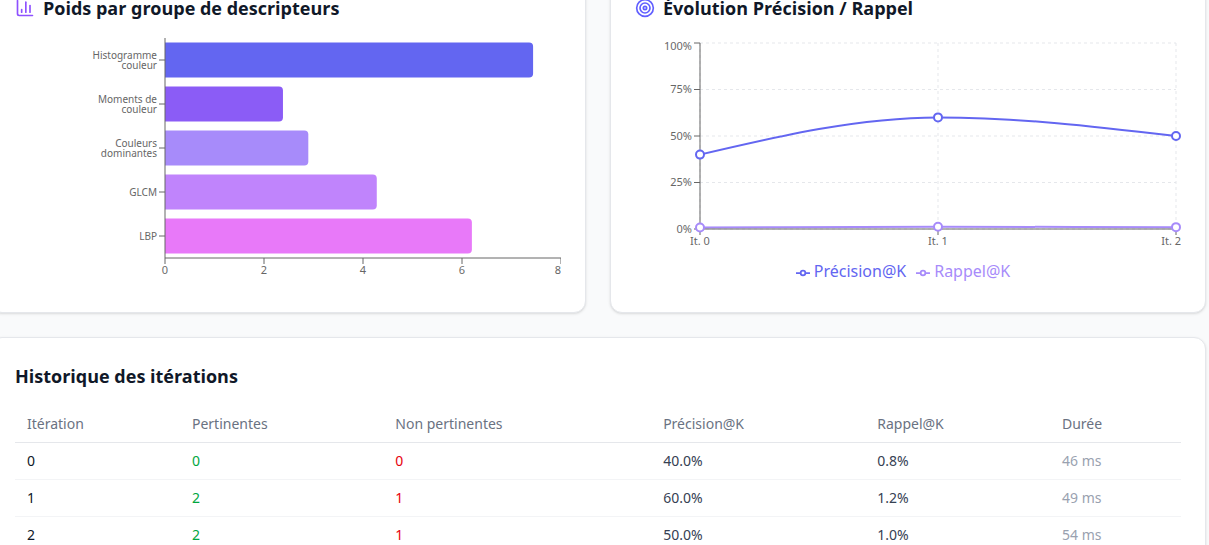 Poids par groupe de descripteurs
Histogramme
couleur
Moments de
couleur
Couleurs
dominantes
GLCM
LBP
0 2 4 6 8
Évolution Précision / Rappel
100%
75%
50%
25%
0%
It. 0 It. 1 It. 2
Précision@K Rappel@K
Historique des itérations
Itération Pertinentes Non pertinentes Précision@K Rappel@K Durée
0 0 0 40.0% 0.8% 46 ms
1 2 1 60.0% 1.2% 49 ms
2 2 1 50.0% 1.0% 54 ms